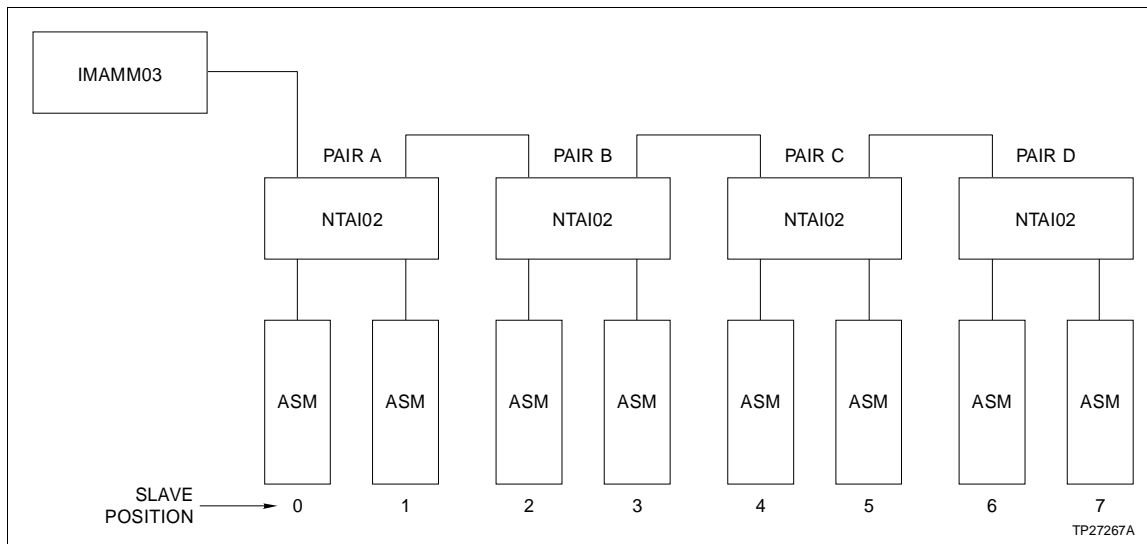 IMAMM03
PAIR A
PAIR B
PAIR C
PAIR D
NTAI02
NTAI02
NTAI02
NTAI02
ASM
ASM
ASM
ASM
ASM
ASM
ASM
ASM
SLAVE
POSITION
0
1
2
3
4
5
6
7
TP27267A